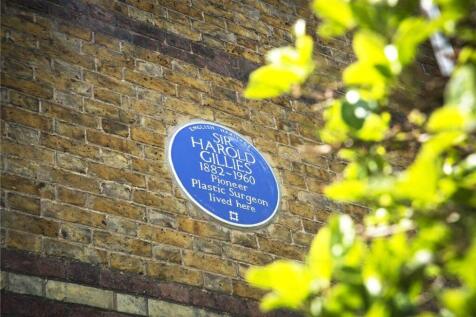 ENGLISH HERITAGE
SIR
HAROLD
GILLIES
1882-1960
Pioneer
Plastic Surgeon
lived here